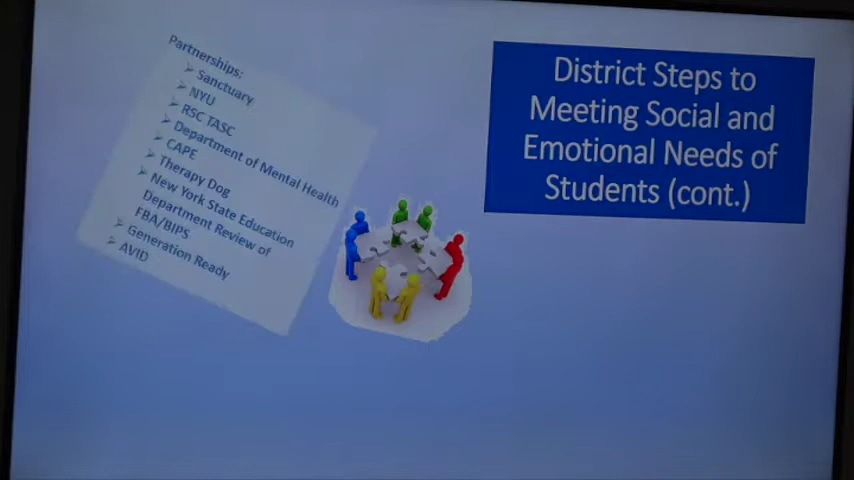 Partnerships:
➢ Sanctuary
➢ NYU
➢ RSC TASC
➢ Department of Mental Health
➢ CAPE
➢ Therapy Dog
➢ New York State Education
Department Review of
FBA/BIPS
➢ Generation Ready
➢ AVID
District Steps to
Meeting Social and
Emotional Needs of
Students (cont.)